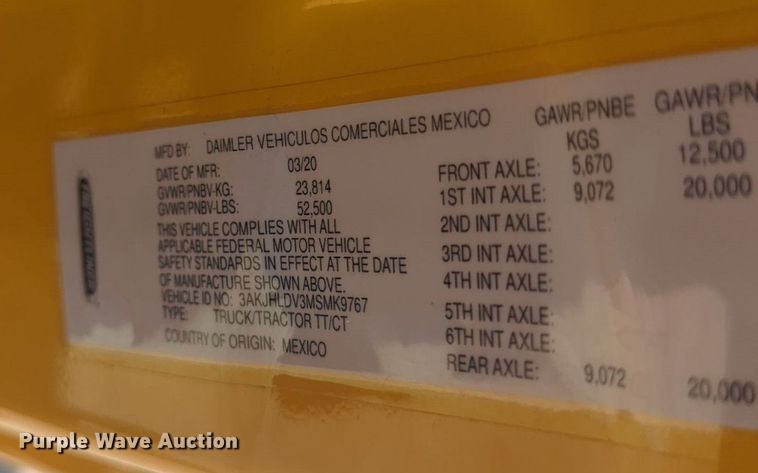 FREIGHTLINER
MFD BY: DAIMLER VEHICULOS COMERCIALES MEXICO
DATE OF MFR: 03/20
GVWR/PNBV-KG: 23,814
GVWR/PNBV-LBS: 52,500
THIS VEHICLE COMPLIES WITH ALL
APPLICABLE FEDERAL MOTOR VEHICLE
SAFETY STANDARDS IN EFFECT AT THE DATE
OF MANUFACTURE SHOWN ABOVE.
VEHICLE ID NO: 3AKJHLDV3MSMK9767
TYPE: TRUCK/TRACTOR TT/CT
COUNTRY OF ORIGIN: MEXICO
GAWR/PNBE GAWR/PN
KGS LBS
FRONT AXLE: 5,670 12,500
1ST INT AXLE: 9,072 20,000
2ND INT AXLE:
3RD INT AXLE:
4TH INT AXLE:
5TH INT AXLE:
6TH INT AXLE:
REAR AXLE: 9,072 20,000
Purple Wave Auction